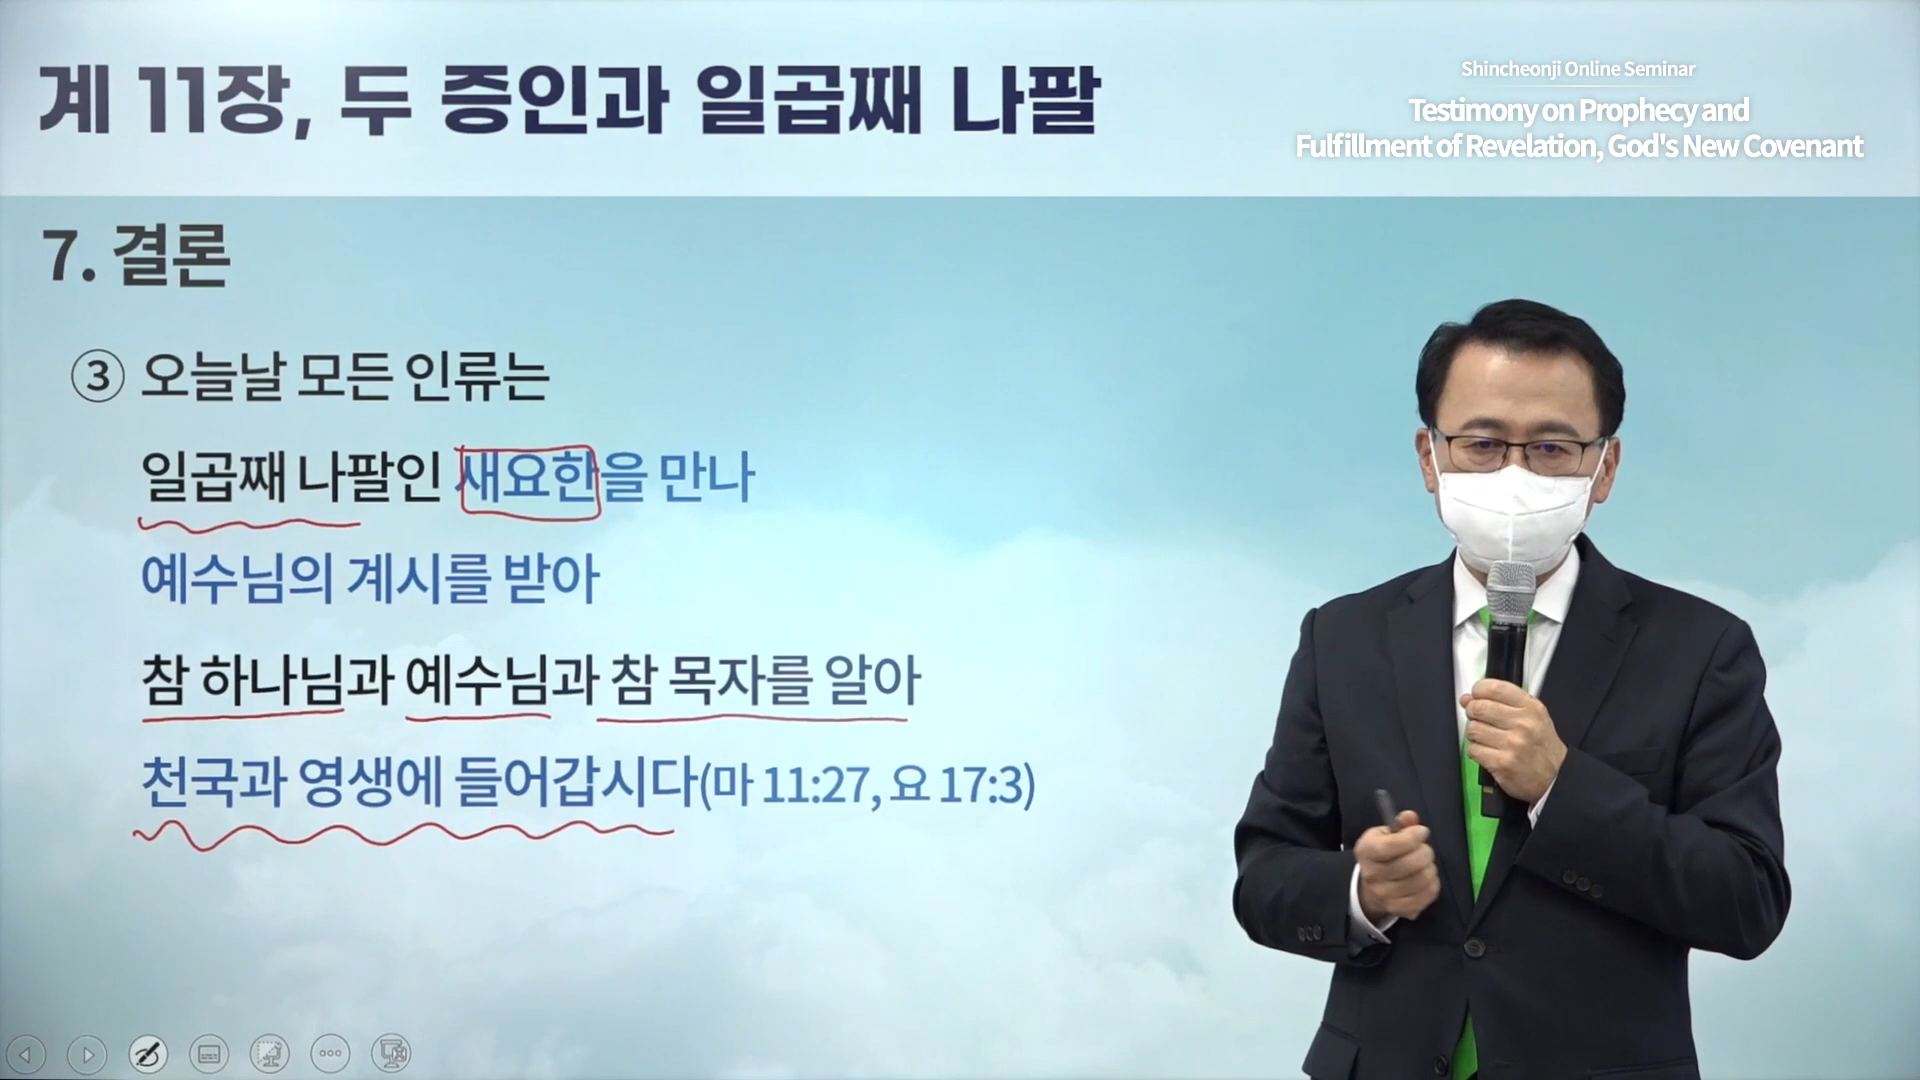 계 11장, 두 증인과 일곱째 나팔
Shincheonji Online Seminar
Testimony on Prophecy and
Fulfillment of Revelation, God's New Covenant
7. 결론
③ 오늘날 모든 인류는
일곱째 나팔인 새요한을 만나
예수님의 계시를 받아
참 하나님과 예수님과 참 목자를 알아
천국과 영생에 들어갑시다(마 11:27, 요 17:3)